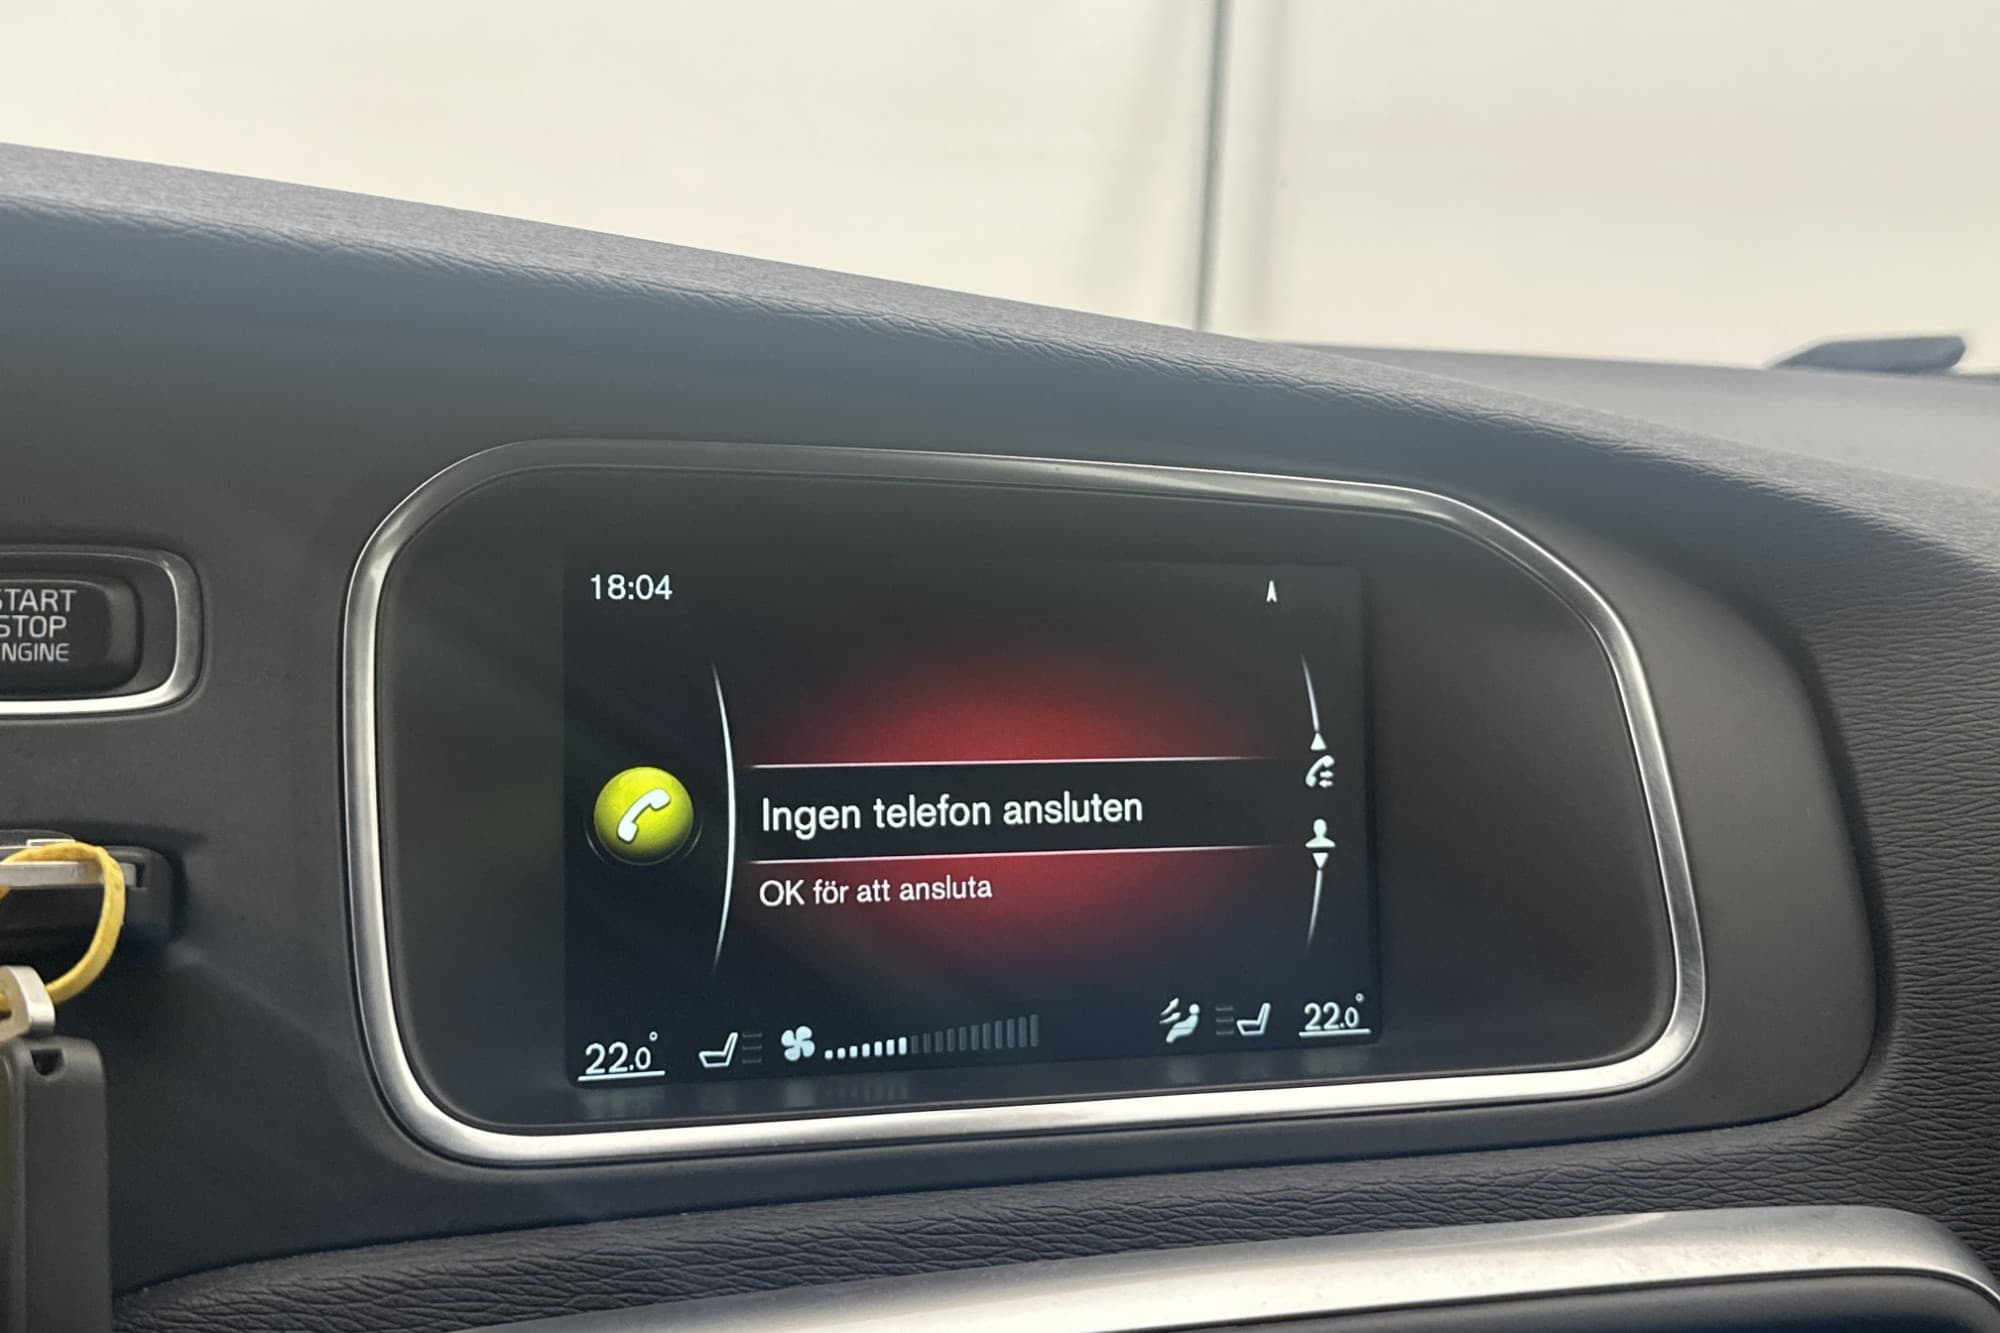 START
STOP
ENGINE
18:04
Ingen telefon ansluten
OK för att ansluta
22.0°
22.0°